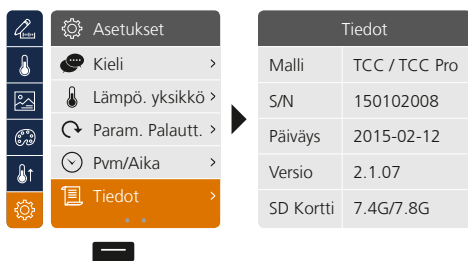 Asetukset
Kieli
Lämpö. yksikkö
Param. Palautt.
Pvm/Aika
Tiedot
Tiedot
Malli TCC / TCC Pro
S/N 150102008
Päiväys 2015-02-12
Versio 2.1.07
SD Kortti 7.4G/7.8G